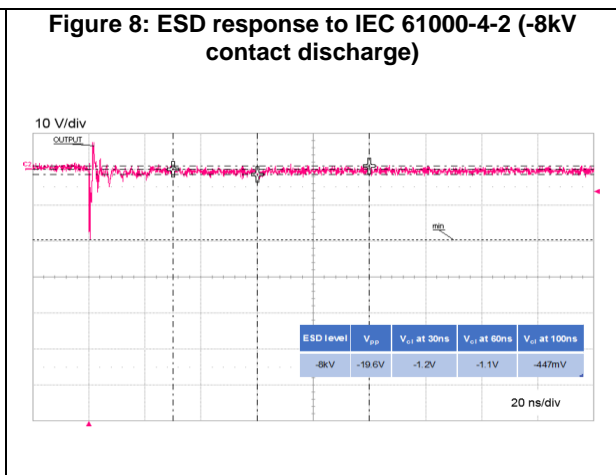 Figure 8: ESD response to IEC 61000-4-2 (-8kV
contact discharge)
10 V/div
OUTPUT
C2
min
ESD level Vpp Vcl at 30ns Vcl at 60ns Vcl at 100ns
-8kV -19.6V -1.2V -1.1V -447mV
20 ns/div